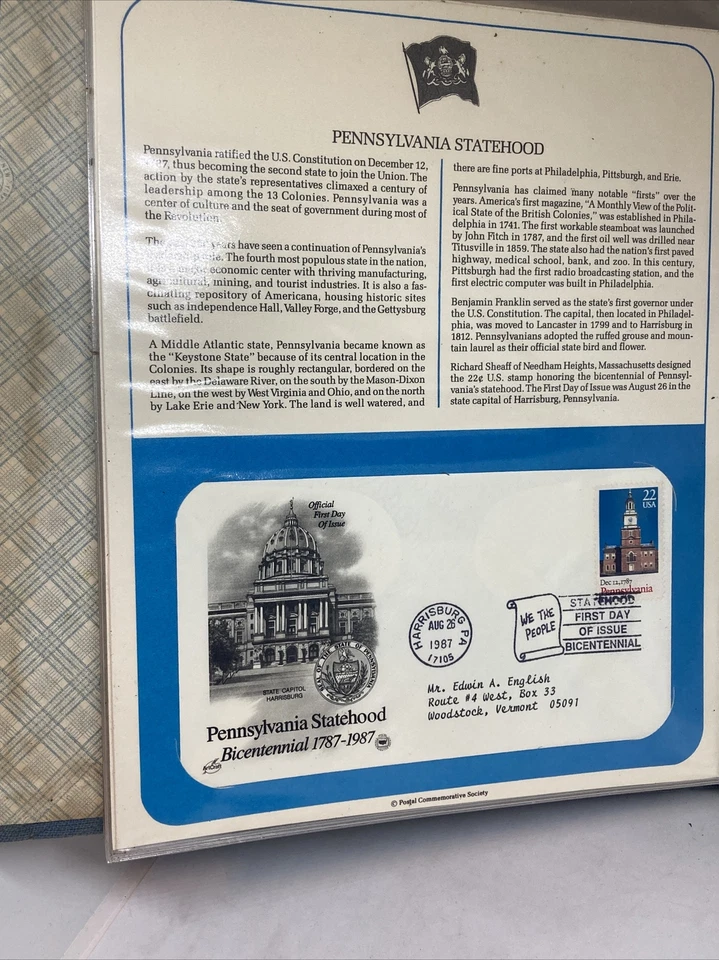 PENNSYLVANIA STATEHOOD
Pennsylvania ratified the U.S. Constitution on December 12,
thus becoming the second state to join the Union. The
action by the state's representatives climaxed a century of
leadership among the 13 Colonies. Pennsylvania was a
center of culture and the seat of government during most of
the Revolution.
The years have seen a continuation of Pennsylvania's
The fourth most populous state in the nation,
major economic center with thriving manufacturing,
agricultural, mining, and tourist industries. It is also a fas-
cinating repository of Americana, housing historic sites
such as Independence Hall, Valley Forge, and the Gettysburg
battlefield.
A Middle Atlantic state, Pennsylvania became known as
the "Keystone State" because of its central location in the
Colonies. Its shape is roughly rectangular, bordered on the
east by the Delaware River, on the south by the Mason-Dixon
Line, on the west by West Virginia and Ohio, and on the north
by Lake Erie and New York. The land is well watered, and
there are fine ports at Philadelphia, Pittsburgh, and Erie.
Pennsylvania has claimed many notable "firsts" over the
years. America's first magazine, "A Monthly View of the Polit-
ical State of the British Colonies," was established in Phila-
delphia in 1741. The first workable steamboat was launched
by John Fitch in 1787, and the first oil well was drilled near
Titusville in 1859. The state also had the nation's first paved
highway, medical school, bank, and zoo. In this century,
Pittsburgh had the first radio broadcasting station, and the
first electric computer was built in Philadelphia.
Benjamin Franklin served as the state's first governor under
the U.S. Constitution. The capital, then located in Philadel-
phia, was moved to Lancaster in 1799 and to Harrisburg in
1812. Pennsylvanians adopted the ruffed grouse and moun-
tain laurel as their official state bird and flower.
Richard Sheaff of Needham Heights, Massachusetts designed
the 22¢ U.S. stamp honoring the bicentennial of Pennsyl-
vania's statehood. The First Day of Issue was August 26 in the
state capital of Harrisburg, Pennsylvania.
Official
First Day
Of Issue
22
USA
Dec 12, 1787
Pennsylvania
HARRISBURG PA
AUG 26
1987
17105
WE THE
PEOPLE
STATEHOOD
FIRST DAY
OF ISSUE
BICENTENNIAL
SEAL OF THE STATE OF PENNSYLVANIA
STATE CAPITOL
HARRISBURG
Mr. Edwin A. English
Route #4 West, Box 33
Woodstock, Vermont 05091
Pennsylvania Statehood
Bicentennial 1787-1987
ArtCraft
© Postal Commemorative Society